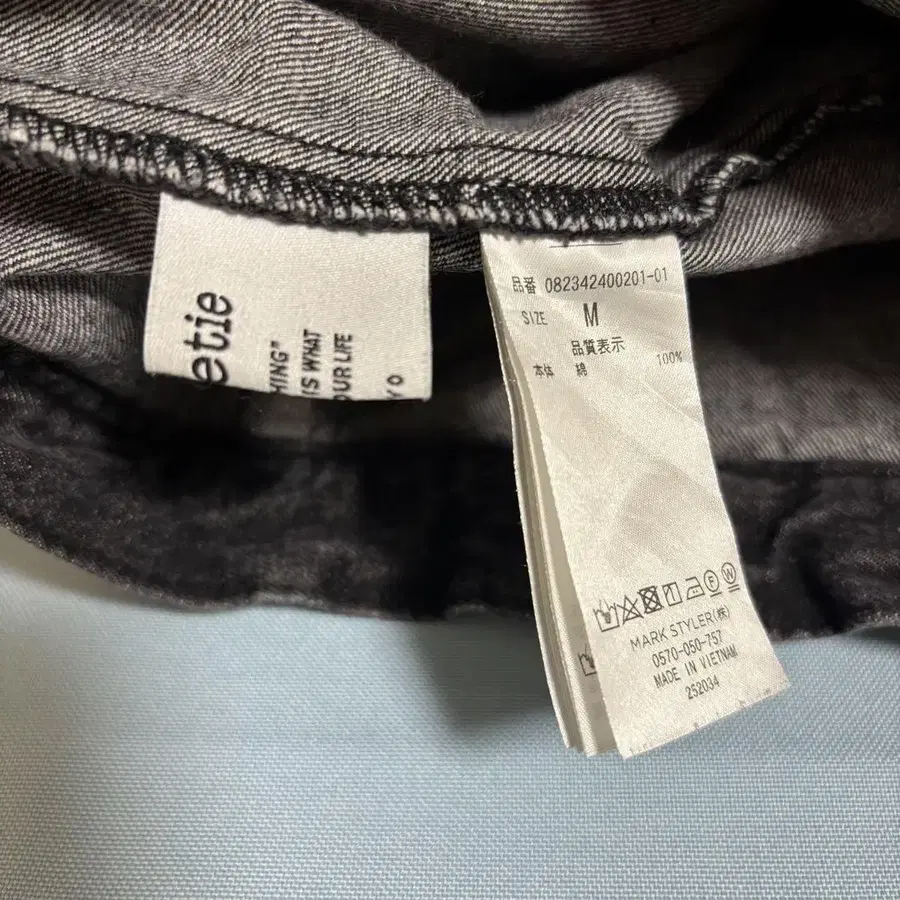 etie
HING"
IS WHAT
OUR LIFE
YO
品番 082342400201-01
SIZE M
品質表示
本体 綿 100%
MARK STYLER(株)
0570-050-757
MADE IN VIETNAM
252034